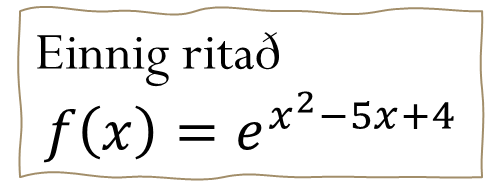 Einnig ritað
f(x) = e^{x^2−5x+4}